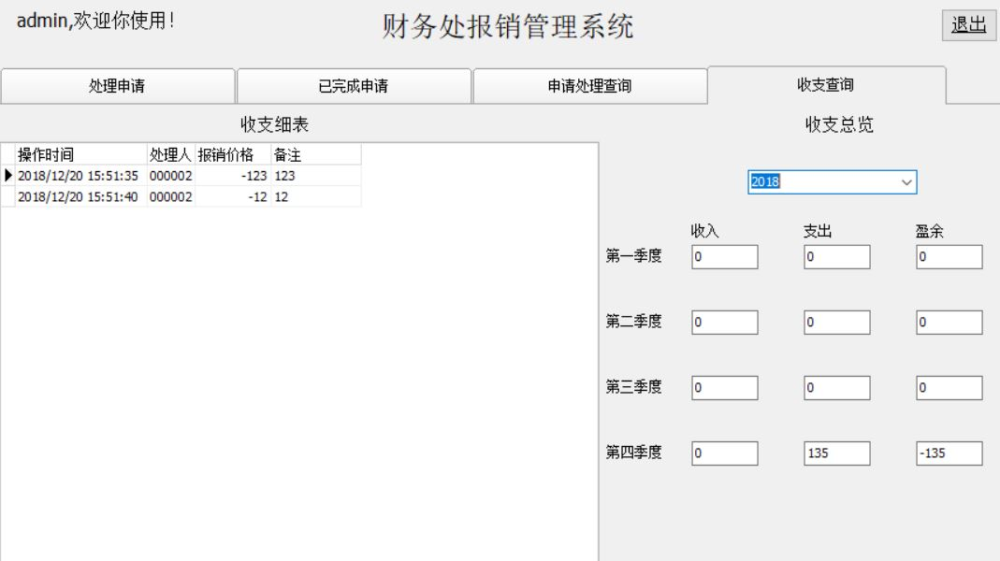 admin,欢迎你使用!
财务处报销管理系统
退出
处理申请 已完成申请 申请处理查询 收支查询
收支细表
操作时间 处理人 报销价格 备注
2018/12/20 15:51:35 000002 -123 123
2018/12/20 15:51:40 000002 -12 12
收支总览
2018
收入 支出 盈余
第一季度 0 0 0
第二季度 0 0 0
第三季度 0 0 0
第四季度 0 135 -135